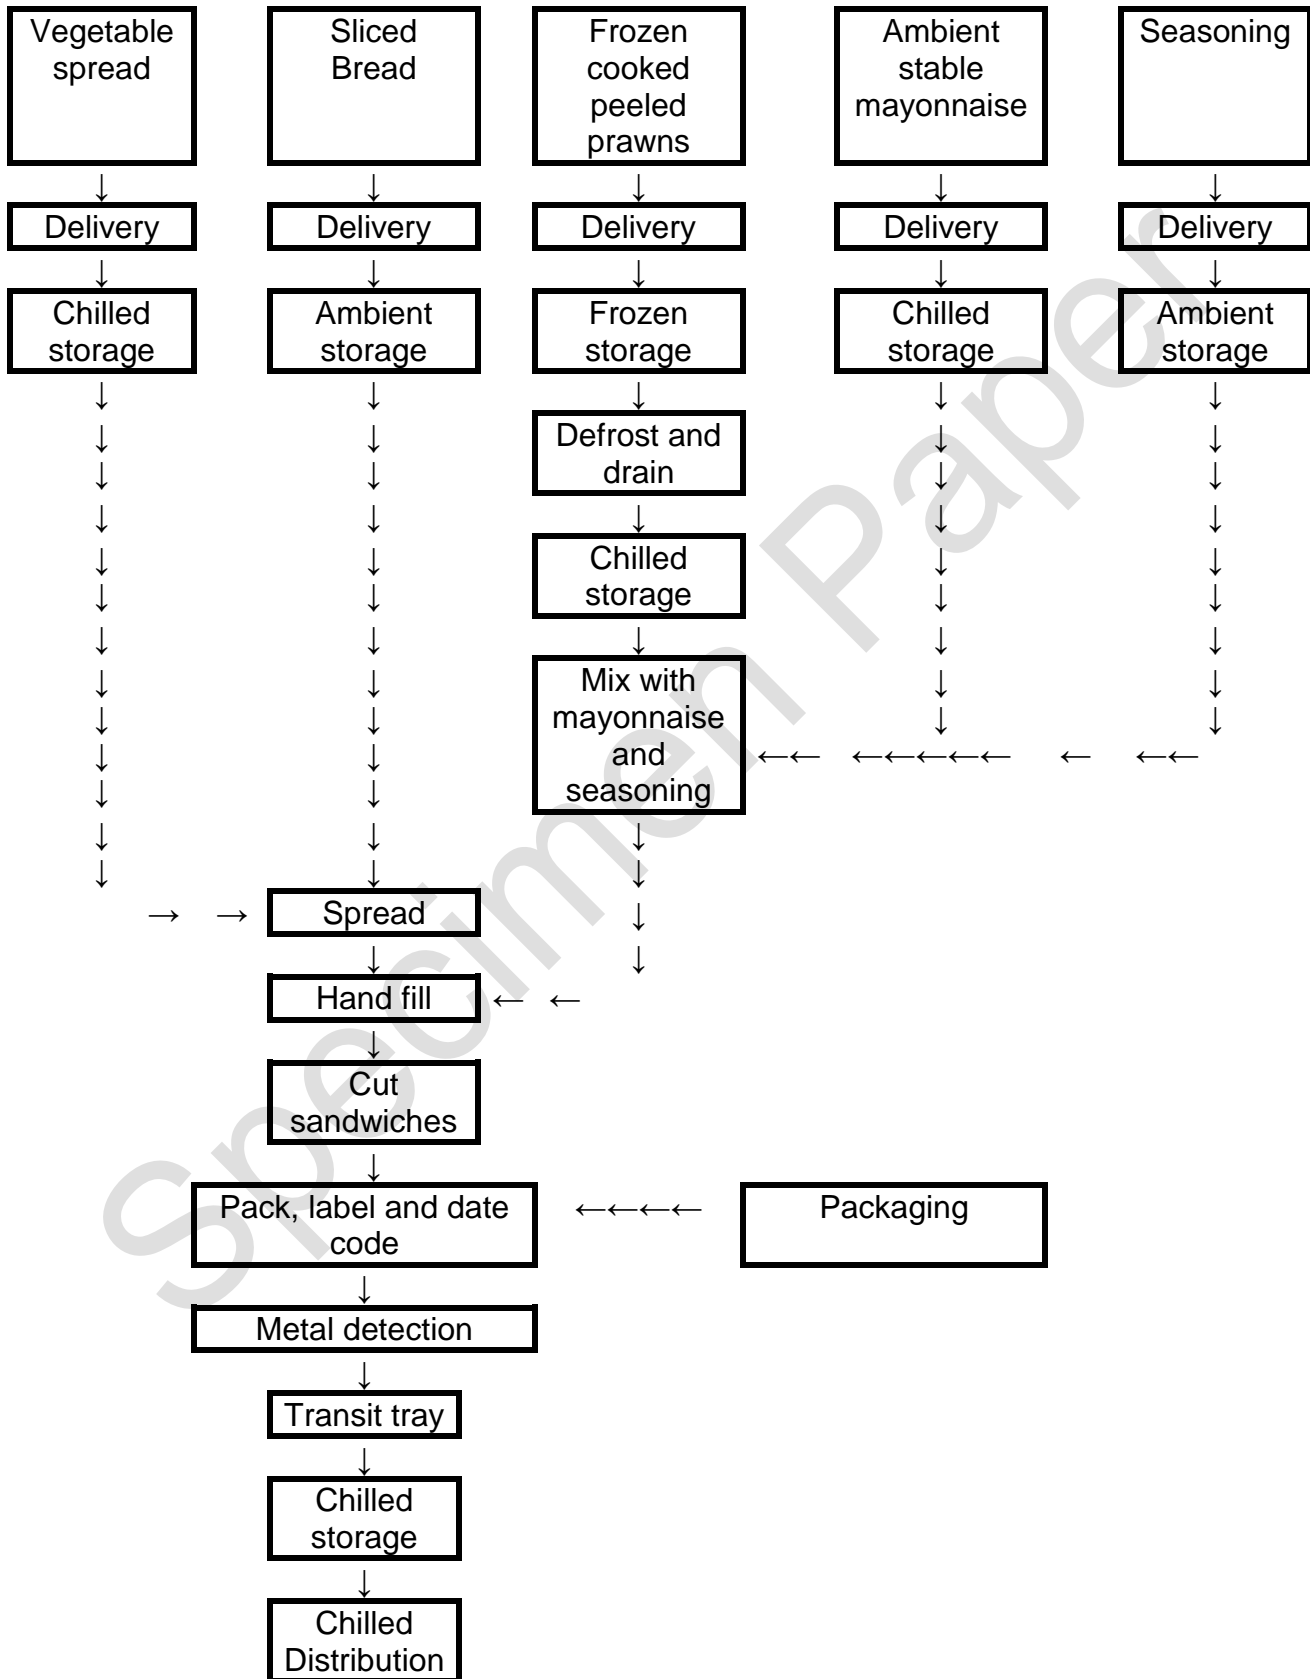 Vegetable
spread
Sliced
Bread
Frozen
cooked
peeled
prawns
Ambient
stable
mayonnaise
Seasoning
Delivery
Delivery
Delivery
Delivery
Delivery
Chilled
storage
Ambient
storage
Frozen
storage
Chilled
storage
Ambient
storage
Defrost and
drain
Chilled
storage
Mix with
mayonnaise
and
seasoning
Spread
Hand fill
Cut
sandwiches
Pack, label and date
code
Packaging
Metal detection
Transit tray
Chilled
storage
Chilled
Distribution
Specimen Paper